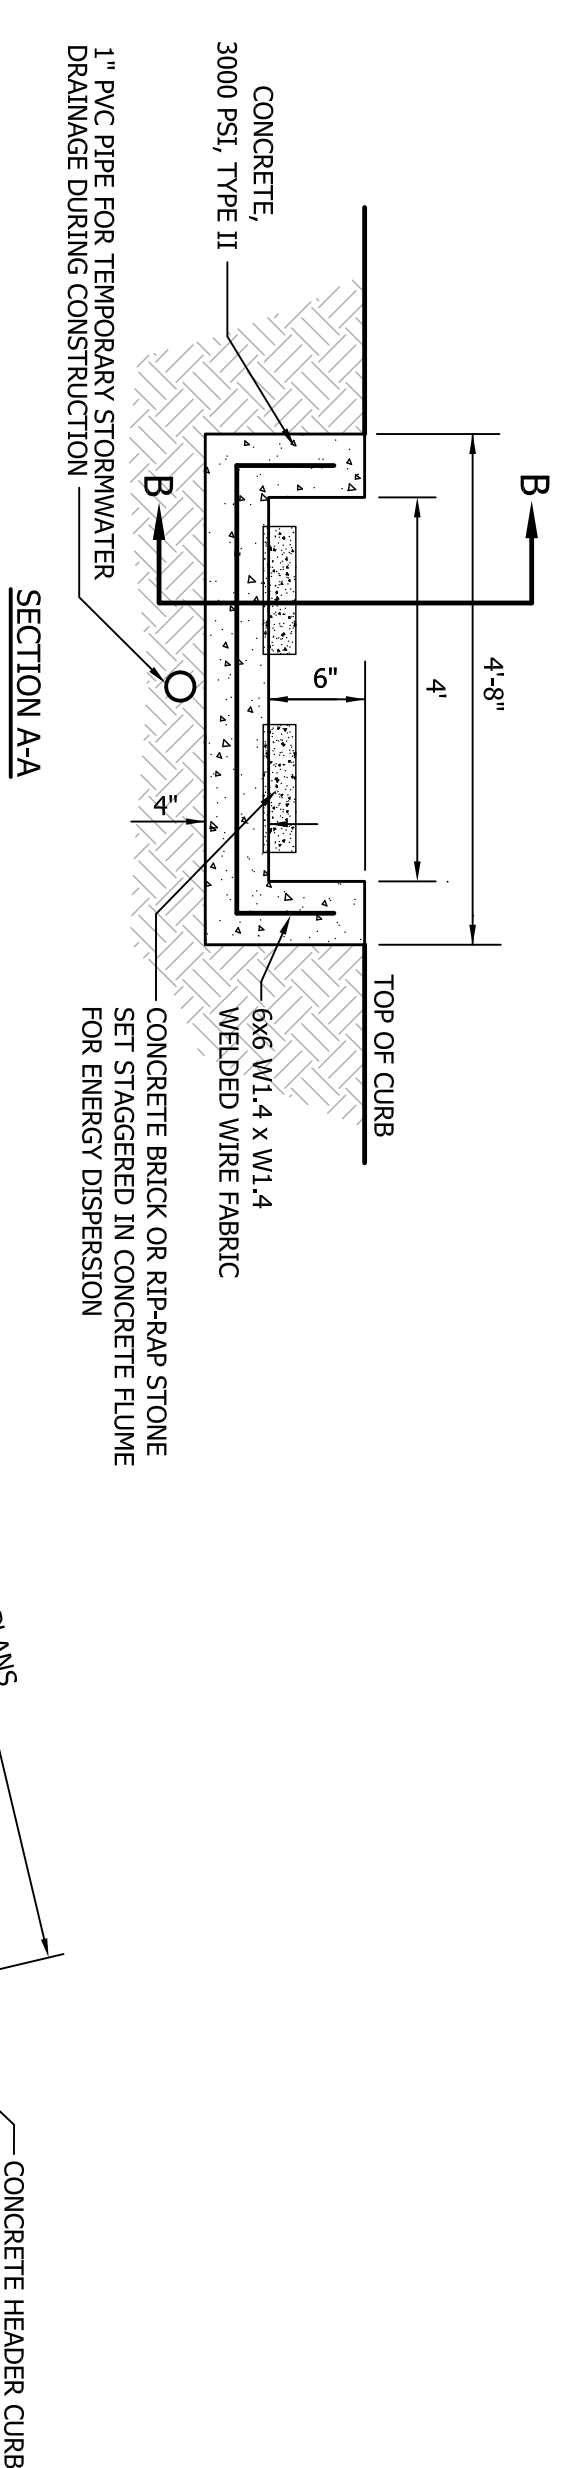 B
B
4'-8"
4'
6"
4"
TOP OF CURB
CONCRETE,
3000 PSI, TYPE II
6x6 W1.4 x W1.4
WELDED WIRE FABRIC
CONCRETE BRICK OR RIP-RAP STONE
SET STAGGERED IN CONCRETE FLUME
FOR ENERGY DISPERSION
1" PVC PIPE FOR TEMPORARY STORMWATER
DRAINAGE DURING CONSTRUCTION
SECTION A-A
CONCRETE HEADER CURB